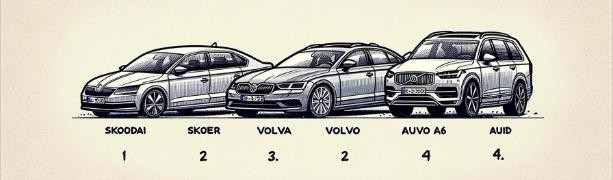 SKOODAI SKOER VOLVA VOLVO AUVO A6 AUID
1 2 3. 2 4 4.